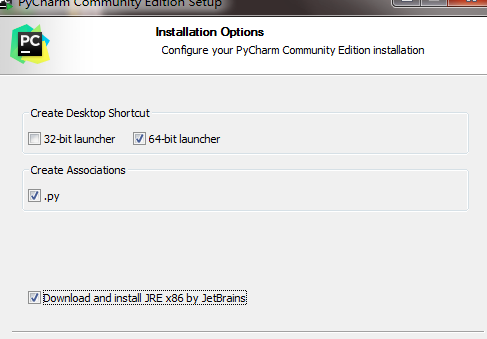 PyCharm Community Edition Setup
PC
Installation Options
Configure your PyCharm Community Edition installation
Create Desktop Shortcut
32-bit launcher
64-bit launcher
Create Associations
.py
Download and install JRE x86 by JetBrains